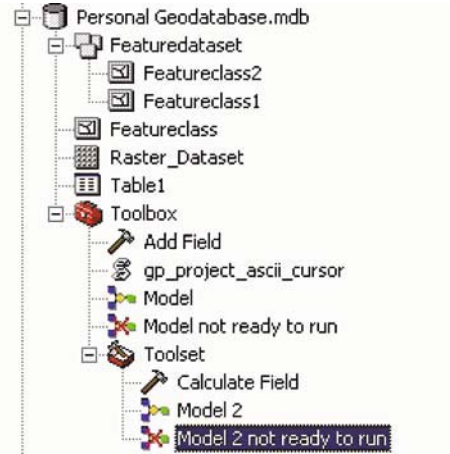 Personal Geodatabase.mdb
Featuredataset
Featureclass2
Featureclass1
Featureclass
Raster_Dataset
Table1
Toolbox
Add Field
gp_project_ascii_cursor
Model
Model not ready to run
Toolset
Calculate Field
Model 2
Model 2 not ready to run